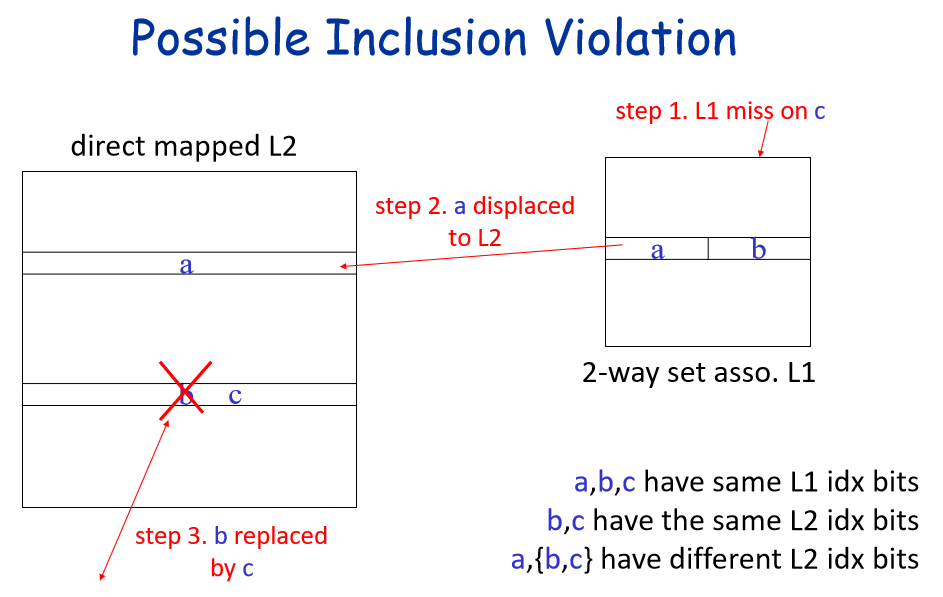 Possible Inclusion Violation
step 1. L1 miss on c
direct mapped L2
step 2. a displaced
to L2
a
a b
b c
2-way set asso. L1
a,b,c have same L1 idx bits
b,c have the same L2 idx bits
a,{b,c} have different L2 idx bits
step 3. b replaced
by c